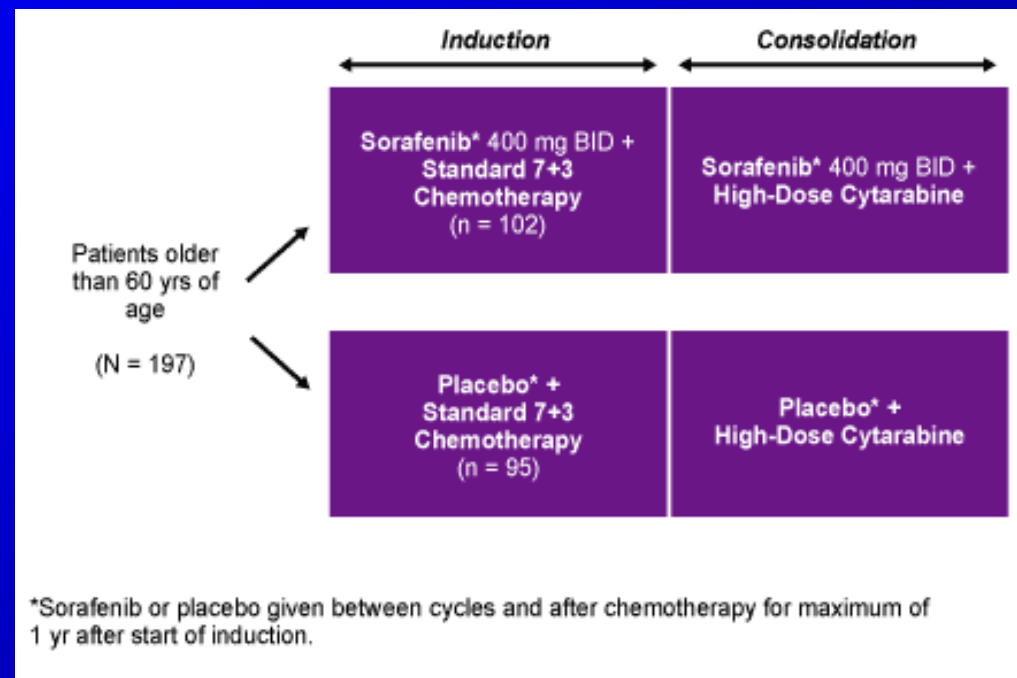 Induction
Consolidation
Sorafenib* 400 mg BID +
Standard 7+3
Chemotherapy
(n = 102)
Sorafenib* 400 mg BID +
High-Dose Cytarabine
Patients older
than 60 yrs of
age
(N = 197)
Placebo* +
Standard 7+3
Chemotherapy
(n = 95)
Placebo* +
High-Dose Cytarabine
*Sorafenib or placebo given between cycles and after chemotherapy for maximum of
1 yr after start of induction.